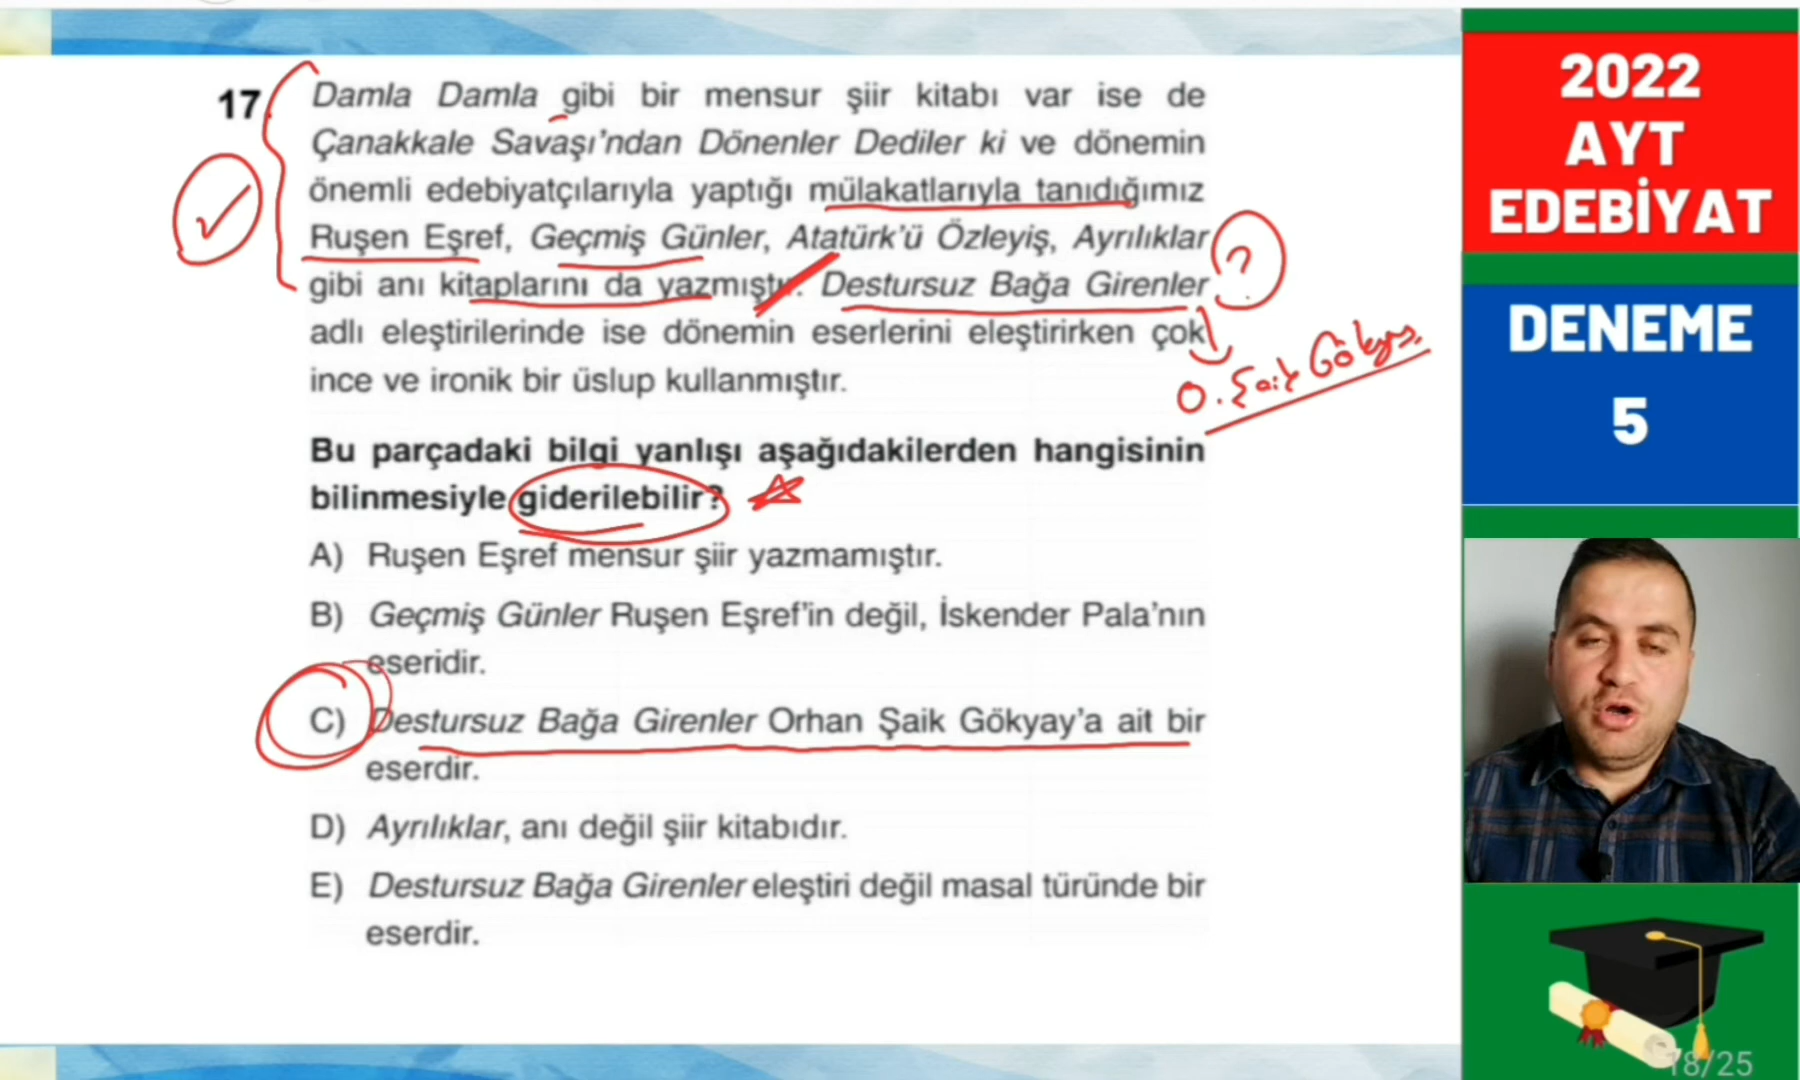 17. Damla Damla gibi bir mensur şiir kitabı var ise de
Çanakkale Savaşı'ndan Dönenler Dediler ki ve dönemin
önemli edebiyatçılarıyla yaptığı mülakatlarıyla tanıdığımız
Ruşen Eşref, Geçmiş Günler, Atatürk'ü Özleyiş, Ayrılıklar
gibi anı kitaplarını da yazmıştır. Destursuz Bağa Girenler
?
adlı eleştirilerinde ise dönemin eserlerini eleştirirken çok
ince ve ironik bir üslup kullanmıştır.
O. Şaik Gökyay
Bu parçadaki bilgi yanlışı aşağıdakilerden hangisinin
bilinmesiyle giderilebilir?
A) Ruşen Eşref mensur şiir yazmamıştır.
B) Geçmiş Günler Ruşen Eşref'in değil, İskender Pala'nın
eseridir.
C) Destursuz Bağa Girenler Orhan Şaik Gökyay'a ait bir
eserdir.
D) Ayrılıklar, anı değil şiir kitabıdır.
E) Destursuz Bağa Girenler eleştiri değil masal türünde bir
eserdir.
2022
AYT
EDEBİYAT
DENEME
5
18/25